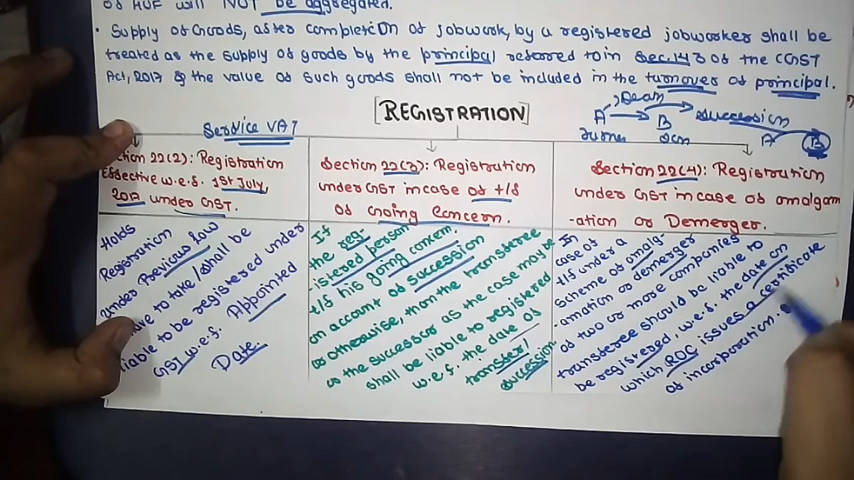 of HUF will NOT be aggregated.
• Supply of Goods, after completion of jobwork, by a registered jobworker shall be
treated as the supply of goods by the principal referred to in Sec. 143 of the CGST
Act, 2017 & the value of such goods shall not be included in the turnover of principal.
[REGISTRATION]
Service VAT
A → B
Death
succession
son
A
B
Section 22(2): Registration
Effective w.e.f. 1st July,
2017 under GST.
Holds
Registration
under Previous law
to take/shall be
liable to be registered under
GST w.e.f. Appointed
Date.
Section 22(3): Registration
under GST in case of t/f
of Going Concern.
If
the reg-
istered person
t/f his going concern
on account of succession
or otherwise, then the transferee
or the successor as the case may be
shall be liable to registered
w.e.f. the date of
transfer/
succession.
Section 22(4): Registration
under GST in case of amalgam
-ation or Demerger.
In
case of
t/f under a
scheme of amalg-
-amation or demerger
of two or more companies
transferee should be liable to
be registered, w.e.f. the date on
which ROC issues a certificate
of incorporation.